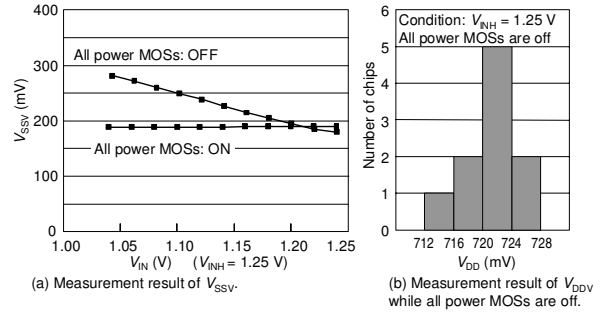 All power MOSs: OFF
All power MOSs: ON
400
300
200
100
0
V_SSV (mV)
1.00 1.05 1.10 1.15 1.20 1.25
V_IN (V) (V_INH = 1.25 V)
(a) Measurement result of V_SSV.
Condition: V_INH = 1.25 V
All power MOSs are off
6
5
4
3
2
1
0
Number of chips
712 716 720 724 728
V_DD (mV)
(b) Measurement result of V_DDV
while all power MOSs are off.